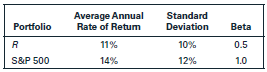 Average Annual Standard
Portfolio Rate of Return Deviation Beta
R 11% 10% 0.5
S&P 500 14% 12% 1.0